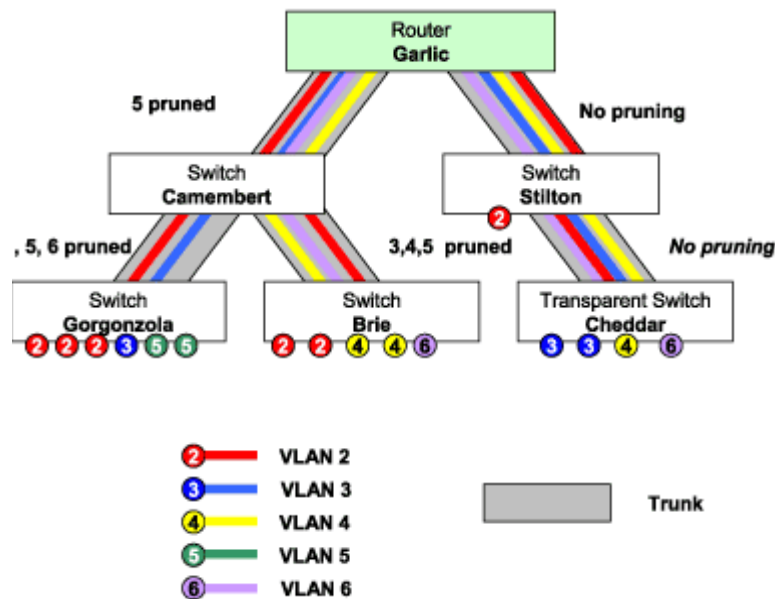 Router
Garlic
5 pruned
No pruning
Switch
Camembert
Switch
Stilton
2
, 5, 6 pruned
3,4,5 pruned
No pruning
Switch
Gorgonzola
Switch
Brie
Transparent Switch
Cheddar
2 2 2 3 5 5
2 2 4 4 6
3 3 4 6
2 VLAN 2
3 VLAN 3
4 VLAN 4
5 VLAN 5
6 VLAN 6
Trunk